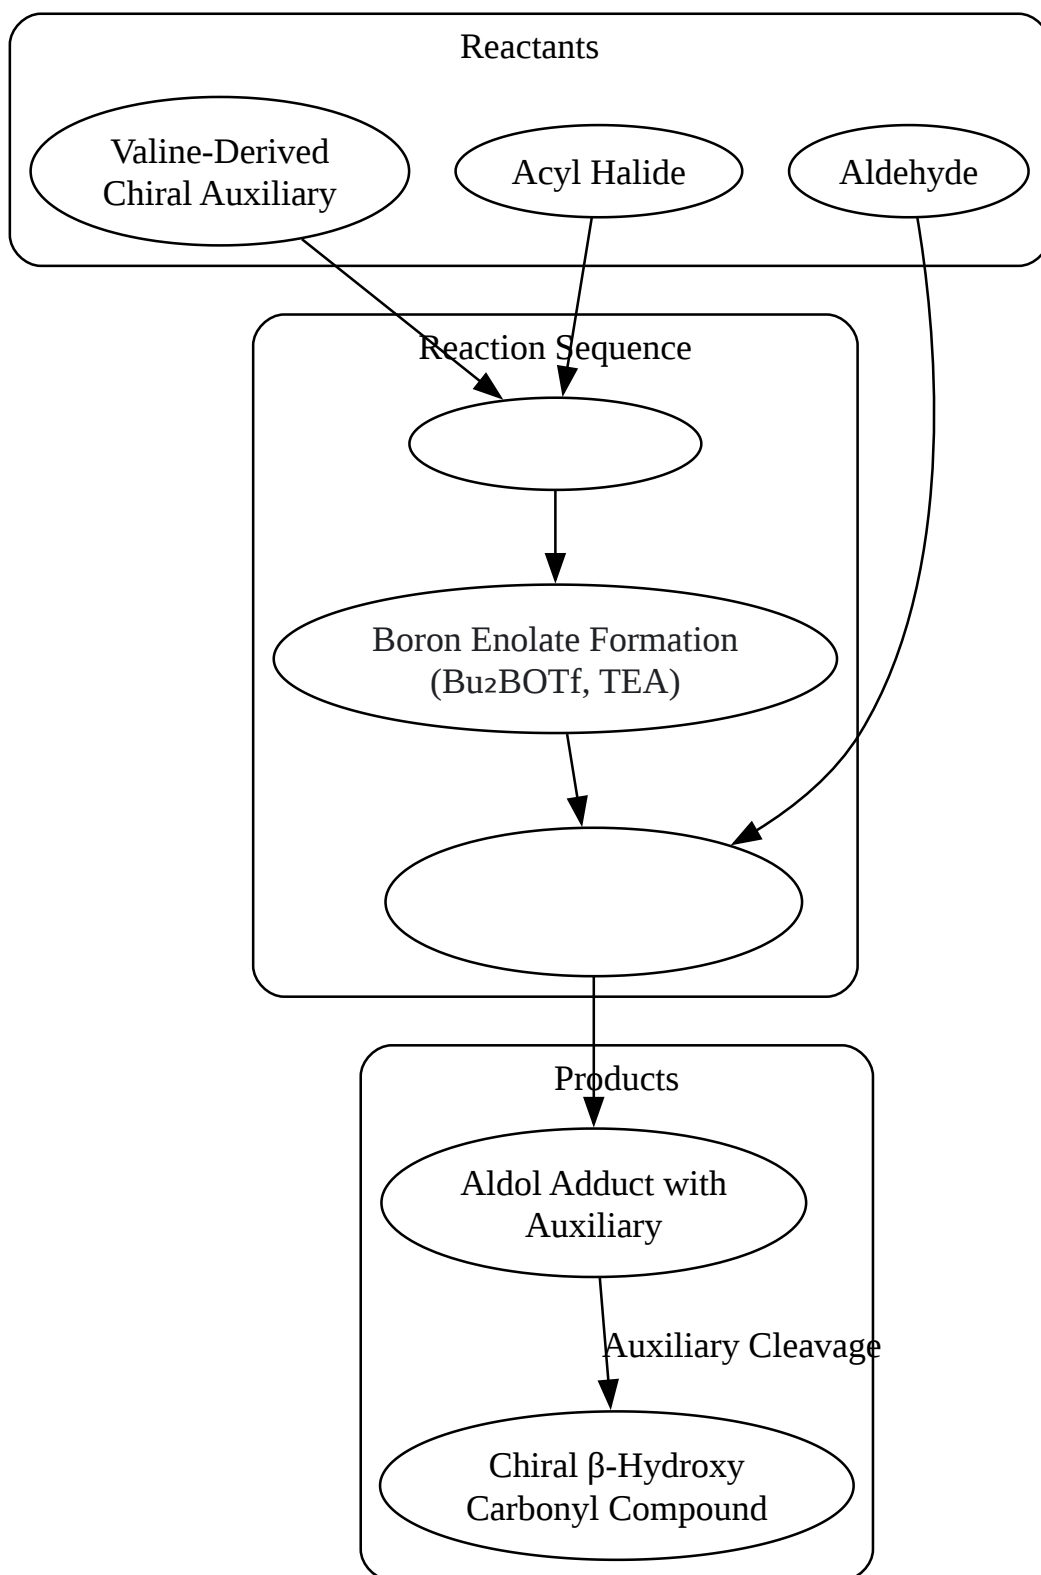 Reactants
Valine-Derived
Chiral Auxiliary
Acyl Halide
Aldehyde
Reaction Sequence
Boron Enolate Formation
(Bu₂BOTf, TEA)
Products
Aldol Adduct with
Auxiliary
Auxiliary Cleavage
Chiral β-Hydroxy
Carbonyl Compound